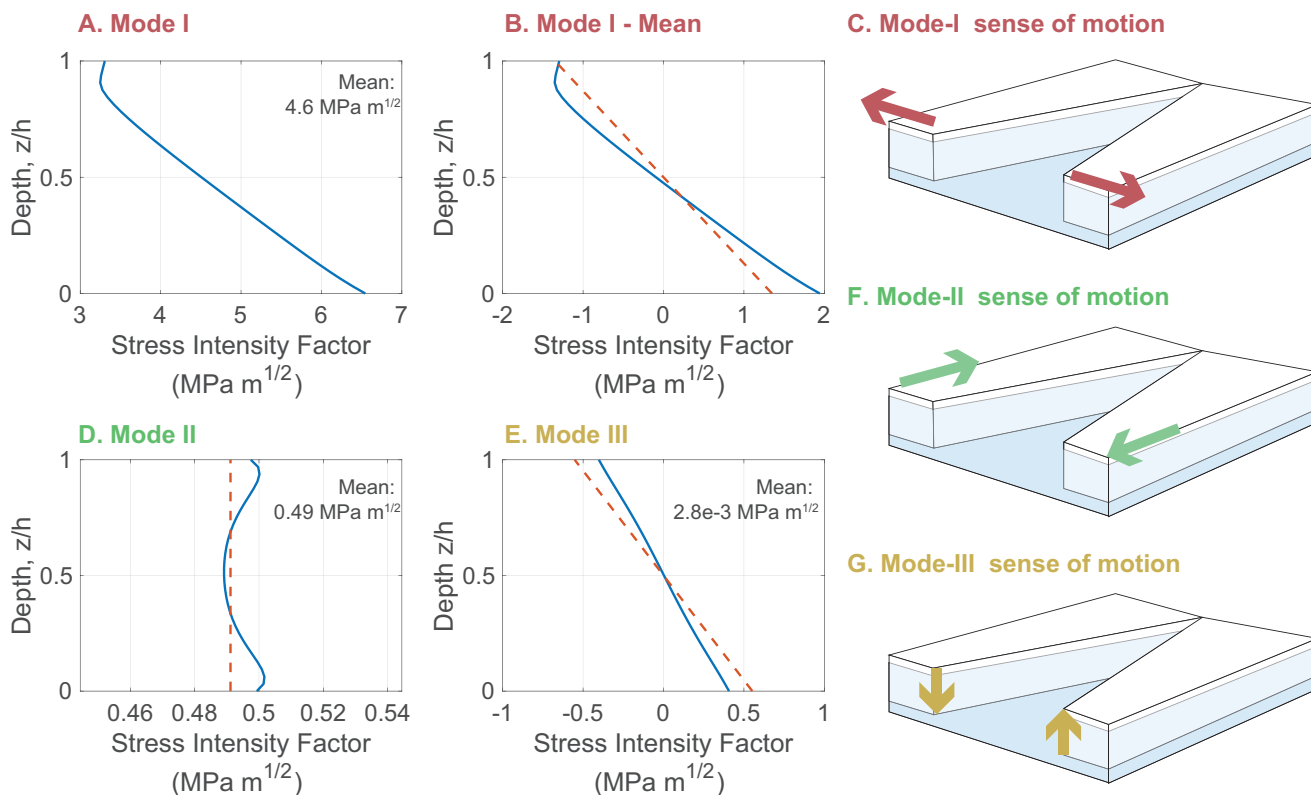 A. Mode I
1
0.5
0
Depth, z/h
Mean:
4.6 MPa m1/2
3 4 5 6 7
Stress Intensity Factor
(MPa m1/2)
B. Mode I - Mean
1
0.5
0
Depth, z/h
-2 -1 0 1 2
Stress Intensity Factor
(MPa m1/2)
C. Mode-I sense of motion
D. Mode II
1
0.5
0
Depth, z/h
Mean:
0.49 MPa m1/2
0.46 0.48 0.5 0.52 0.54
Stress Intensity Factor
(MPa m1/2)
E. Mode III
1
0.5
0
Depth z/h
Mean:
2.8e-3 MPa m1/2
-1 -0.5 0 0.5 1
Stress Intensity Factor
(MPa m1/2)
F. Mode-II sense of motion
G. Mode-III sense of motion